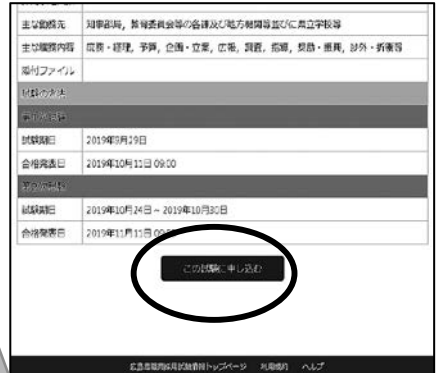 主な勤務先 知事部局，教育委員会等の各課及び地方機関等並びに県立学校等
主な職務内容 庶務・経理，予算，企画・立案，広報，調査，指導，奨励・振興，渉外・折衝等
添付ファイル
試験の方法
第1次試験
試験期日 2019年9月29日
合格発表日 2019年10月11日 09:00
第2次試験
試験期日 2019年10月24日～2019年10月30日
合格発表日 2019年11月11日 09:00
この試験に申し込む
広島県職員採用試験情報トップページ 利用規約 ヘルプ